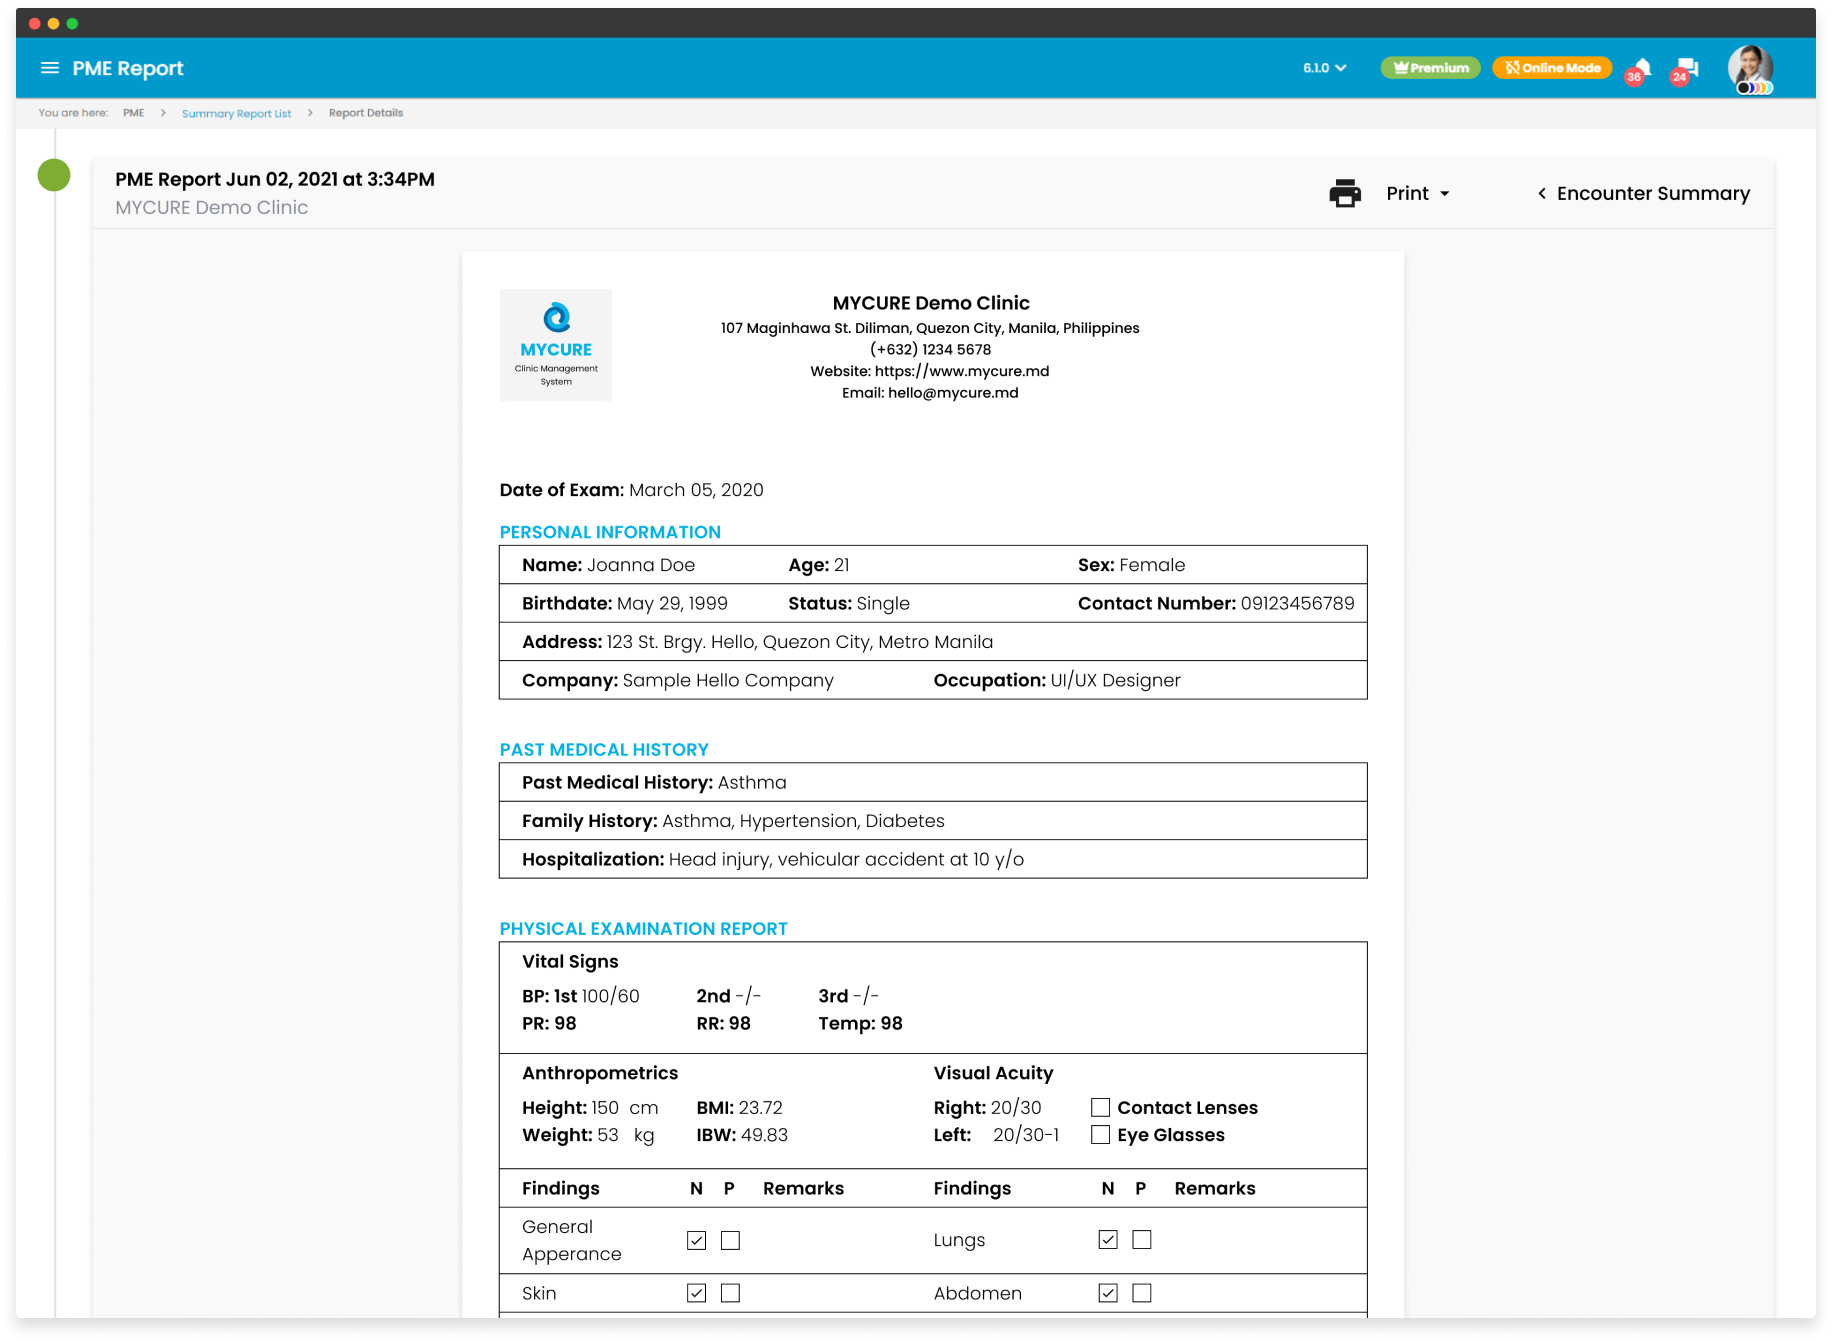 PME Report
6.1.0
Premium
Online Mode
36
24
You are here: PME > Summary Report List > Report Details
PME Report Jun 02, 2021 at 3:34PM
MYCURE Demo Clinic
Print
< Encounter Summary
MYCURE
Clinic Management
System
MYCURE Demo Clinic
107 Maginhawa St. Diliman, Quezon City, Manila, Philippines
(+632) 1234 5678
Website: https://www.mycure.md
Email: hello@mycure.md
Date of Exam: March 05, 2020
PERSONAL INFORMATION
Name: Joanna Doe Age: 21 Sex: Female
Birthdate: May 29, 1999 Status: Single Contact Number: 09123456789
Address: 123 St. Brgy. Hello, Quezon City, Metro Manila
Company: Sample Hello Company Occupation: UI/UX Designer
PAST MEDICAL HISTORY
Past Medical History: Asthma
Family History: Asthma, Hypertension, Diabetes
Hospitalization: Head injury, vehicular accident at 10 y/o
PHYSICAL EXAMINATION REPORT
Vital Signs
BP: 1st 100/60 2nd -/- 3rd -/-
PR: 98 RR: 98 Temp: 98
Anthropometrics Visual Acuity
Height: 150 cm BMI: 23.72 Right: 20/30 Contact Lenses
Weight: 53 kg IBW: 49.83 Left: 20/30-1 Eye Glasses
Findings N P Remarks Findings N P Remarks
General
Apperance Lungs
Skin Abdomen